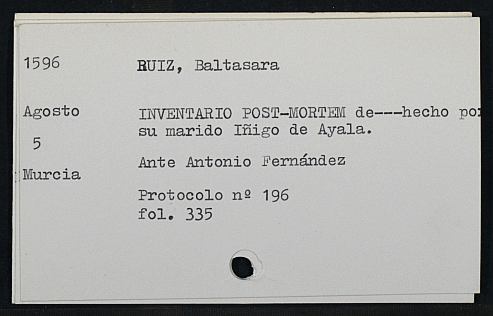 1596
RUIZ, Baltasara
Agosto
INVENTARIO POST-MORTEM de---hecho por
su marido Iñigo de Ayala.
5
Ante Antonio Fernández
Murcia
Protocolo nº 196
fol. 335